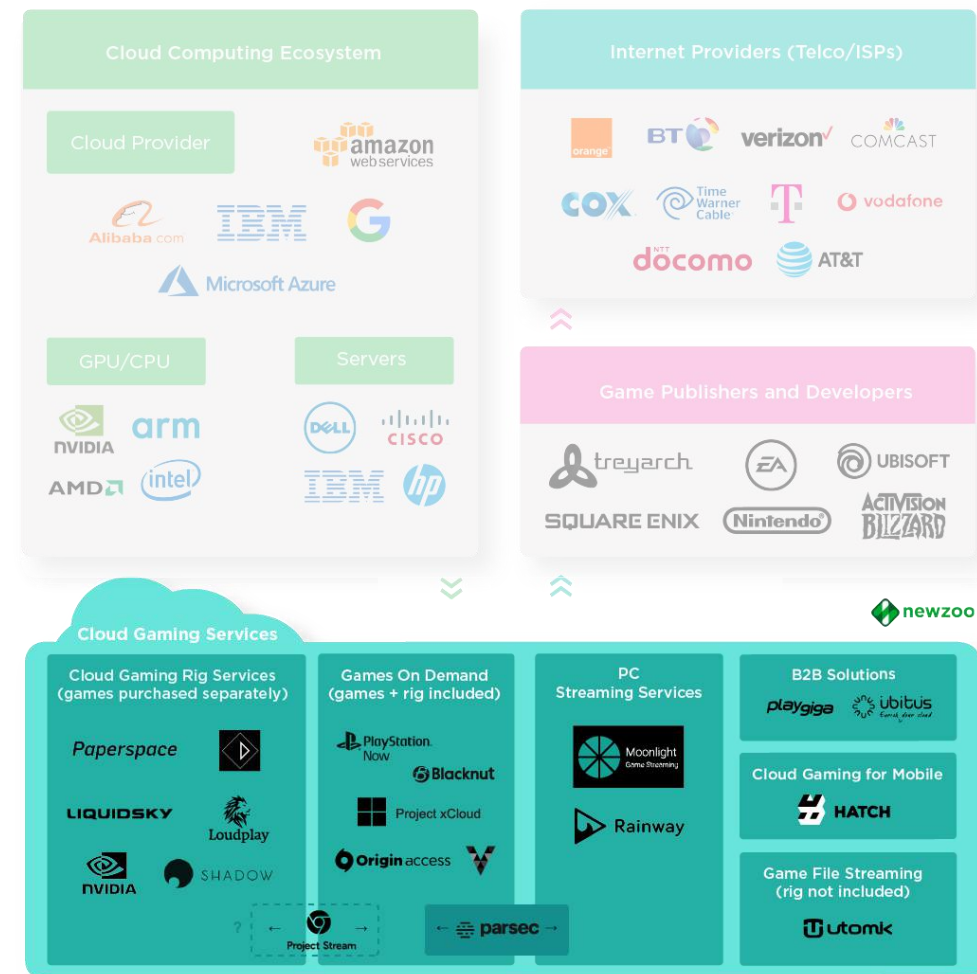 Cloud Computing Ecosystem
Cloud Provider
amazon
webservices
Alibaba.com
IBM
G
Microsoft Azure
GPU/CPU
NVIDIA
arm
AMD
intel
Servers
DELL
CISCO
IBM
hp
Internet Providers (Telco/ISPs)
orange
BT
verizon
COMCAST
COX
Time
Warner
Cable
T
vodafone
NTT
döcomo
AT&T
Game Publishers and Developers
treyarch
EA
UBISOFT
SQUARE ENIX
Nintendo®
ACTIVISION
BLIZZARD
newzoo
Cloud Gaming Services
Cloud Gaming Rig Services
(games purchased separately)
Paperspace
LIQUIDSKY
Loudplay
NVIDIA
SHADOW
Games On Demand
(games + rig included)
PlayStation
Now
Blacknut
Project xCloud
Origin access
?
Project Stream
parsec
PC
Streaming Services
Moonlight
Game Streaming
Rainway
B2B Solutions
playgiga
ubitus
Cloud Gaming for Mobile
HATCH
Game File Streaming
(rig not included)
utomik